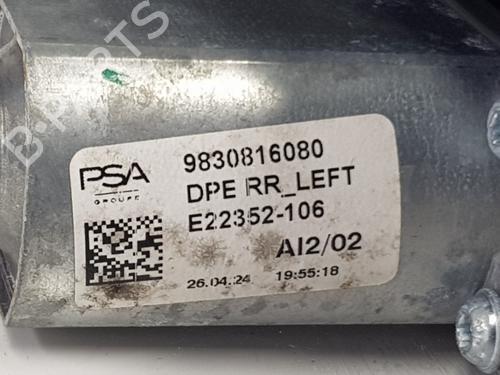 B-PARTS
PSA
GROUPE
9830816080
DPE RR_LEFT
E22352-106
AI2/02
26.04.24 19:55:18